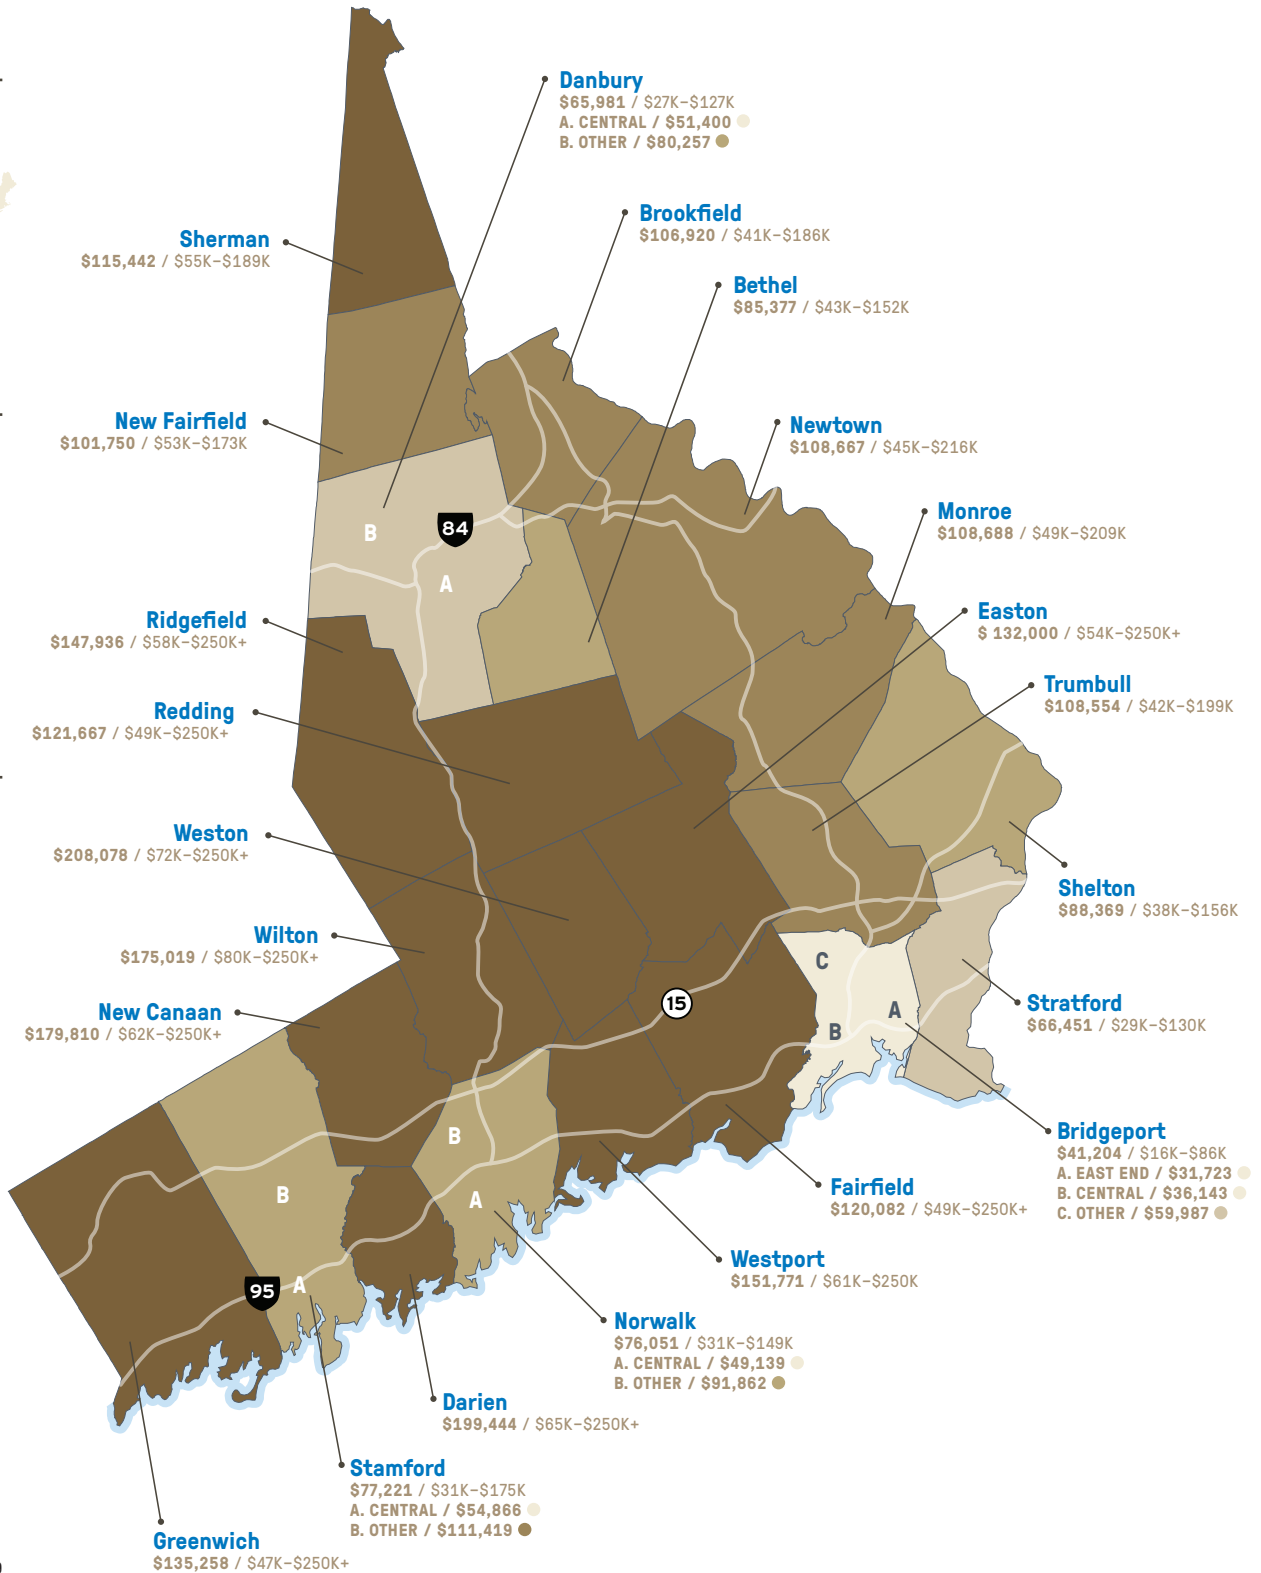 Danbury
$65,981 / $27K–$127K
A. CENTRAL / $51,400
B. OTHER / $80,257
Brookfield
$106,920 / $41K–$186K
Sherman
$115,442 / $55K–$189K
Bethel
$85,377 / $43K–$152K
New Fairfield
$101,750 / $53K–$173K
Newtown
$108,667 / $45K–$216K
Monroe
$108,688 / $49K–$209K
B
84
A
Easton
$ 132,000 / $54K–$250K+
Ridgefield
$147,936 / $58K–$250K+
Trumbull
$108,554 / $42K–$199K
Redding
$121,667 / $49K–$250K+
Weston
$208,078 / $72K–$250K+
Shelton
$88,369 / $38K–$156K
Wilton
$175,019 / $80K–$250K+
C
New Canaan
$179,810 / $62K–$250K+
15
A
B
Stratford
$66,451 / $29K–$130K
B
Bridgeport
$41,204 / $16K–$86K
A. EAST END / $31,723
B. CENTRAL / $36,143
C. OTHER / $59,987
B
A
Fairfield
$120,082 / $49K–$250K+
Westport
$151,771 / $61K–$250K
95
A
Norwalk
$76,051 / $31K–$149K
A. CENTRAL / $49,139
B. OTHER / $91,862
Darien
$199,444 / $65K–$250K+
Stamford
$77,221 / $31K–$175K
A. CENTRAL / $54,866
B. OTHER / $111,419
Greenwich
$135,258 / $47K–$250K+